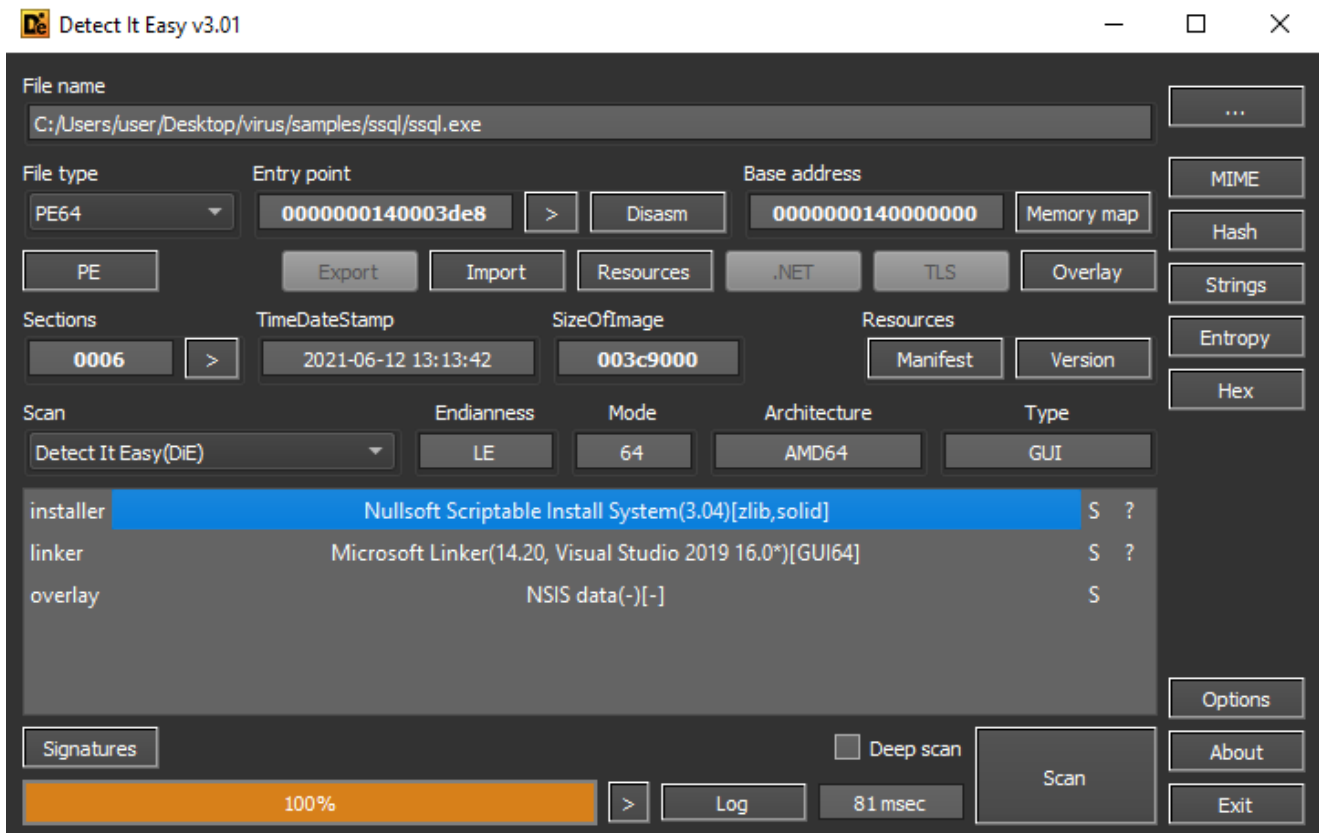 Detect It Easy v3.01
File name
C:/Users/user/Desktop/virus/samples/ssql/ssql.exe
...
File type Entry point Base address
PE64 0000000140003de8 > Disasm 0000000140000000 Memory map
MIME
Hash
PE Export Import Resources .NET TLS Overlay
Strings
Sections TimeDateStamp SizeOfImage Resources
Entropy
0006 > 2021-06-12 13:13:42 003c9000 Manifest Version
Hex
Scan Endianness Mode Architecture Type
Detect It Easy(DiE) LE 64 AMD64 GUI
installer Nullsoft Scriptable Install System(3.04)[zlib,solid] S ?
linker Microsoft Linker(14.20, Visual Studio 2019 16.0*)[GUI64] S ?
overlay NSIS data(-)[-] S
Options
Signatures Deep scan
About
Scan
100% > Log 81 msec
Exit